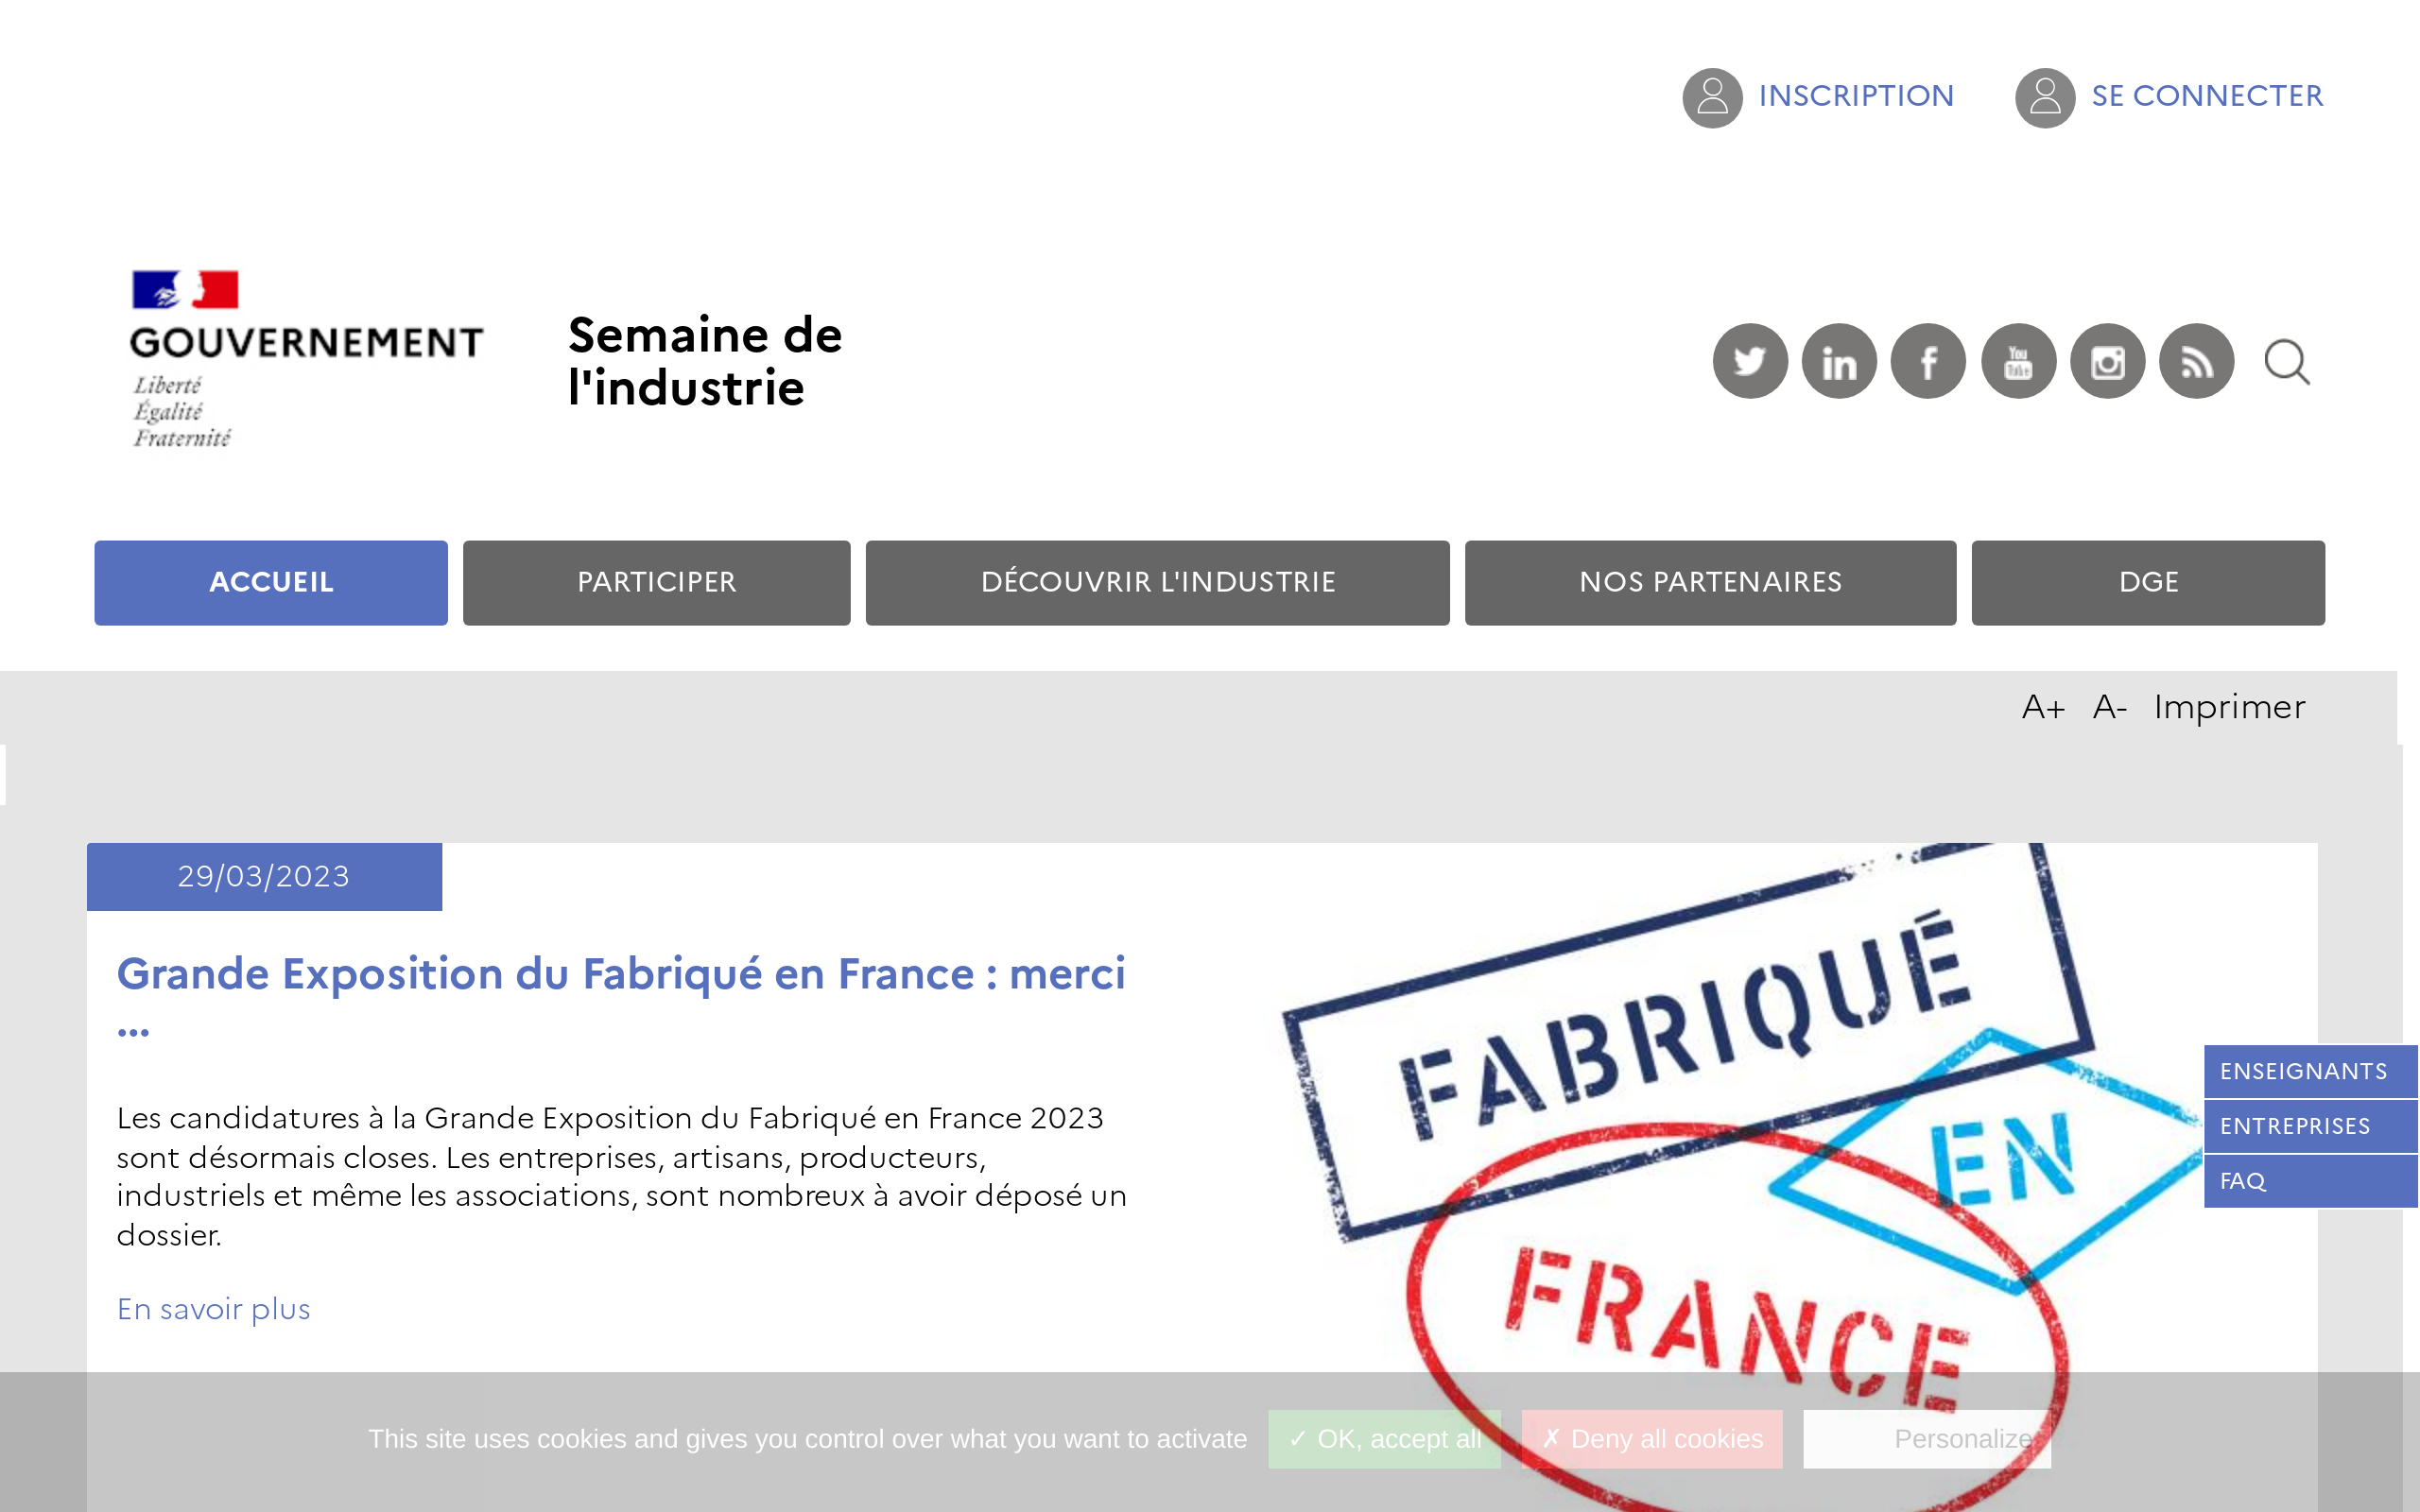 INSCRIPTION
SE CONNECTER
GOUVERNEMENT
Liberté
Égalité
Fraternité
Semaine de
l'industrie
You
Tube
ACCUEIL
PARTICIPER
DÉCOUVRIR L'INDUSTRIE
NOS PARTENAIRES
DGE
A+
A-
Imprimer
29/03/2023
Grande Exposition du Fabriqué en France : merci
...
Les candidatures à la Grande Exposition du Fabriqué en France 2023
sont désormais closes. Les entreprises, artisans, producteurs,
industriels et même les associations, sont nombreux à avoir déposé un
dossier.
En savoir plus
FABRIQUÉ
EN
FRANCE
ENSEIGNANTS
ENTREPRISES
FAQ
This site uses cookies and gives you control over what you want to activate
✓ OK, accept all
✗ Deny all cookies
Personalize